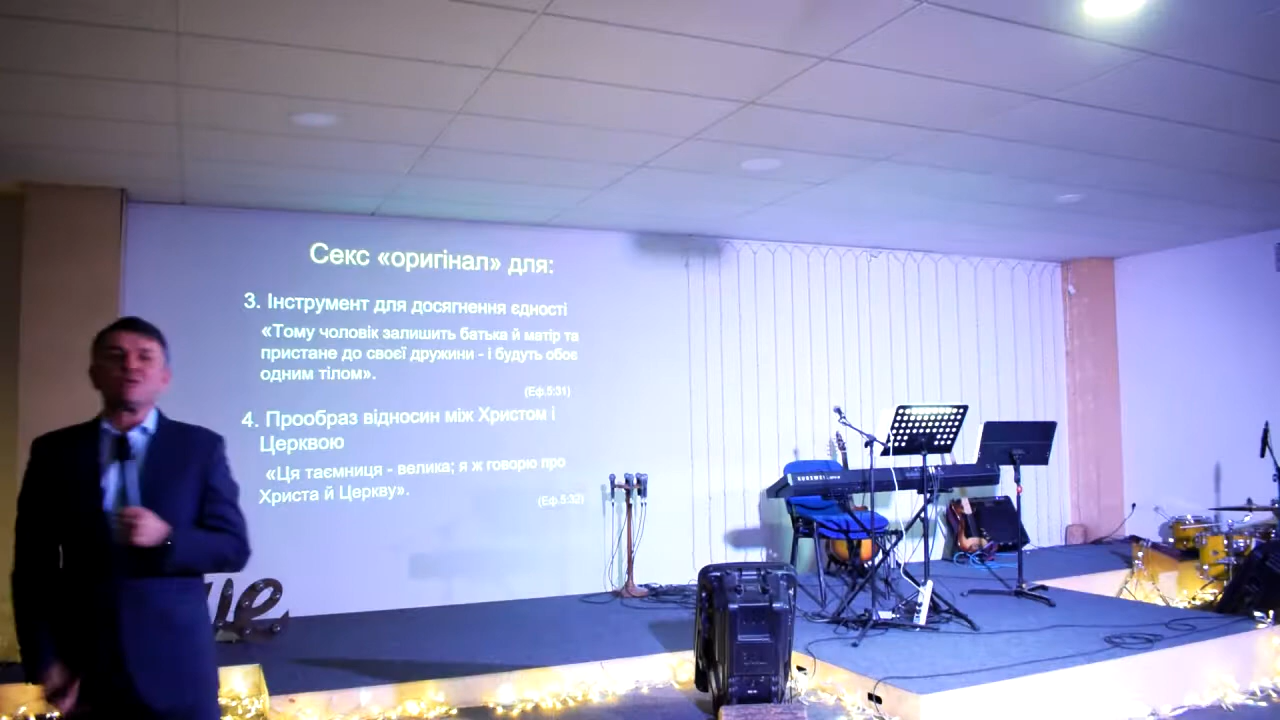 Секс «оригінал» для:
3. Інструмент для досягнення єдності
«Тому чоловік залишить батька й матір та
пристане до своєї дружини - і будуть обоє
одним тілом».
(Еф.5:31)
4. Прообраз відносин між Христом і
Церквою
«Ця таємниця - велика; я ж говорю про
Христа й Церкву».
(Еф.5:32)
KURZWEIL